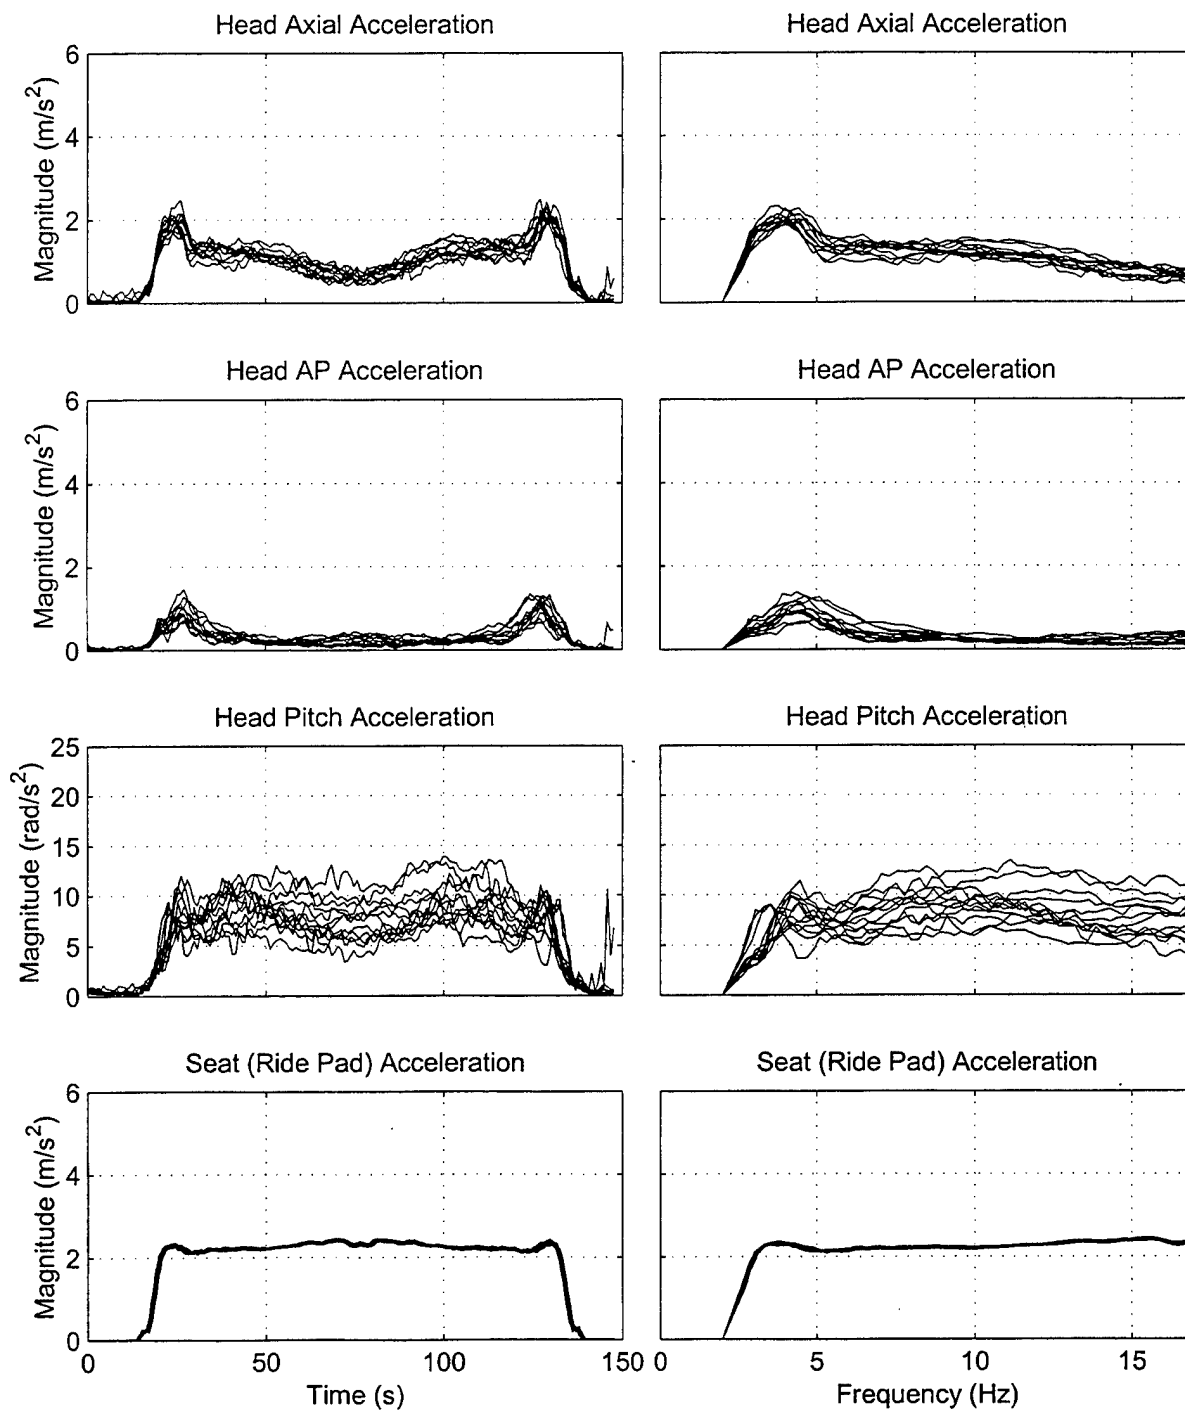 Head Axial Acceleration
Head Axial Acceleration
Magnitude (m/s²)
6
4
2
0
Head AP Acceleration
Head AP Acceleration
Magnitude (m/s²)
6
4
2
0
Head Pitch Acceleration
Head Pitch Acceleration
Magnitude (rad/s²)
25
20
15
10
5
0
Seat (Ride Pad) Acceleration
Seat (Ride Pad) Acceleration
Magnitude (m/s²)
6
4
2
0
0 50 100 150 0 5 10 15
Time (s)
Frequency (Hz)